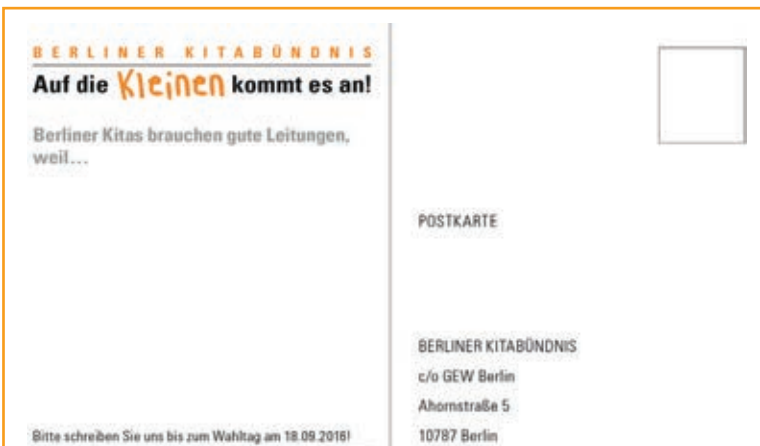 BERLINER KITABÜNDNIS
Auf die Kleinen kommt es an!
Berliner Kitas brauchen gute Leitungen,
weil...
Bitte schreiben Sie uns bis zum Wahltag am 18.09.2016!
POSTKARTE
BERLINER KITABÜNDNIS
c/o GEW Berlin
Ahornstraße 5
10787 Berlin